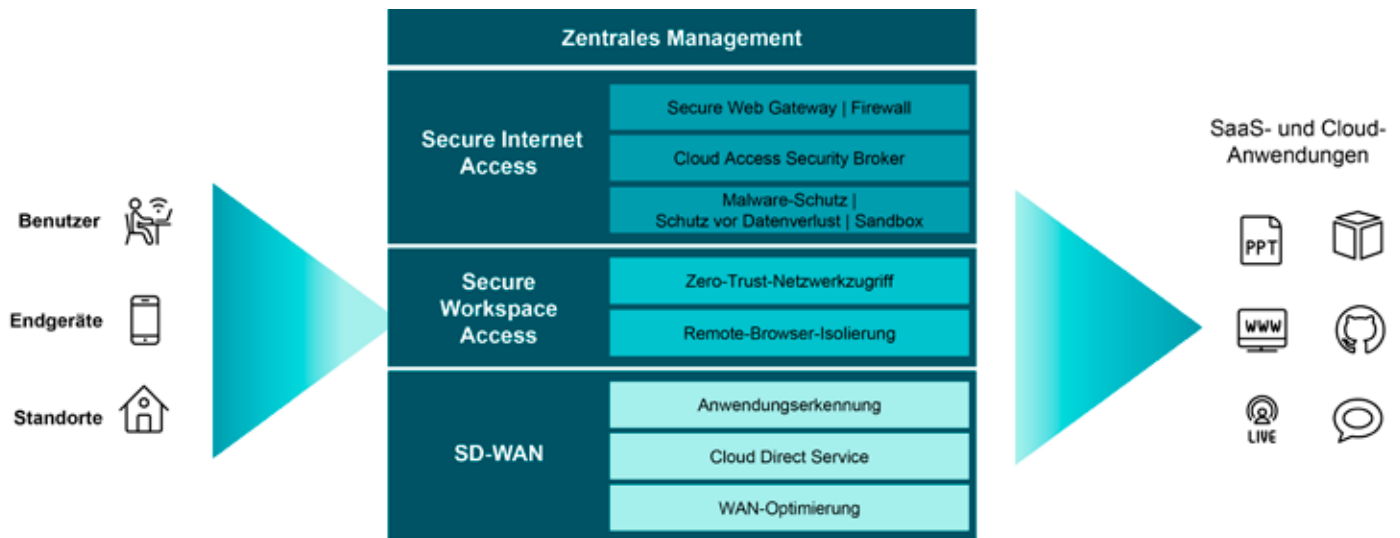 Zentrales Management
Secure Internet
Access
Secure Web Gateway | Firewall
Cloud Access Security Broker
Malware-Schutz |
Schutz vor Datenverlust | Sandbox
Secure
Workspace
Access
Zero-Trust-Netzwerkzugriff
Remote-Browser-Isolierung
SD-WAN
Anwendungserkennung
Cloud Direct Service
WAN-Optimierung
Benutzer
Endgeräte
Standorte
SaaS- und Cloud-
Anwendungen
PPT
WWW
LIVE